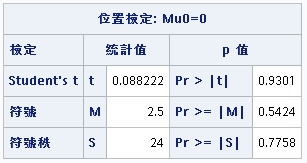 位置檢定: Mu0=0
檢定 統計值 p 值
Student's t t 0.088222 Pr > |t| 0.9301
符號 M 2.5 Pr >= |M| 0.5424
符號秩 S 24 Pr >= |S| 0.7758